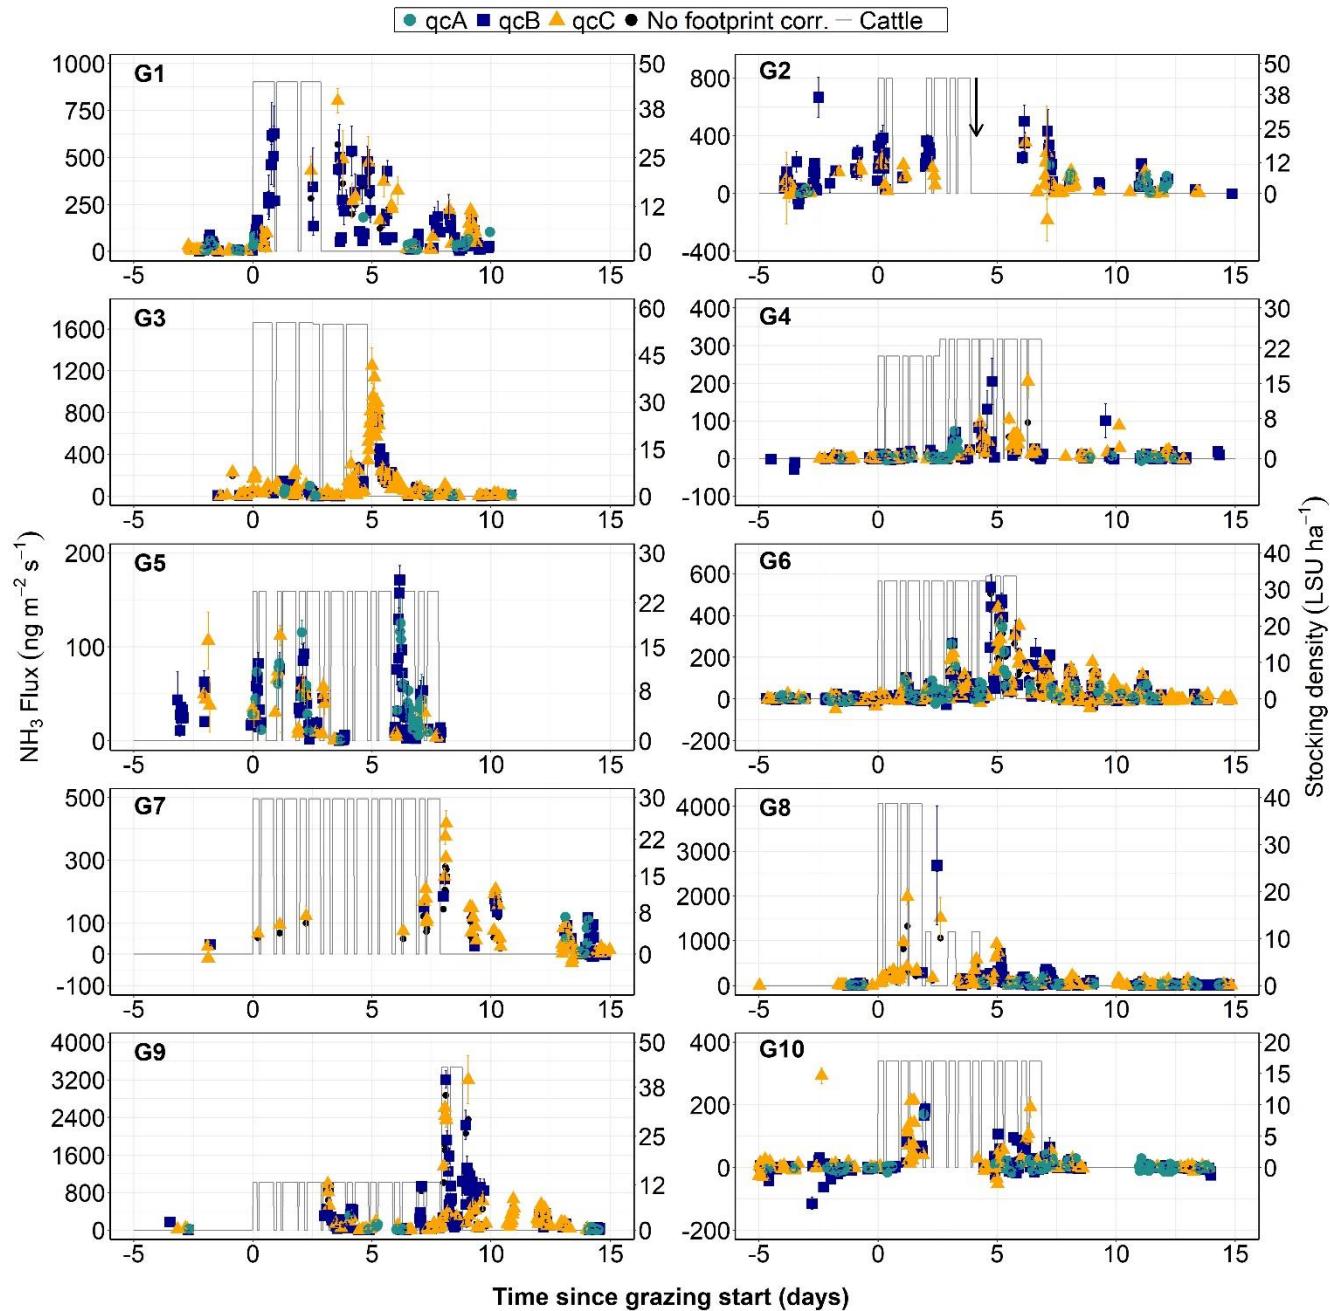 qcA qcB qcC No footprint corr. Cattle
NH₃ Flux (ng m⁻² s⁻¹)
Stocking density (LSU ha⁻¹)
G1
1000 750 500 250 0
50 40 35 25 12 0
-5 0 5 10 15
G2
800 400 0 -400
50 38 25 12 0
-5 0 5 10 15
G3
1600 1200 800 400 0
60 45 30 15 0
-5 0 5 10 15
G4
400 300 200 100 0 -100
30 22 15 8 0
-5 0 5 10 15
G5
200 100 0
30 22 15 8 0
-5 0 5 10 15
G6
600 400 200 0 -200
40 30 20 10 0
-5 0 5 10 15
G7
500 300 100 0 -100
30 22 15 8 0
-5 0 5 10 15
G8
4000 3000 2000 1000 0
40 30 20 10 0
-5 0 5 10 15
G9
4000 3200 2400 1600 800 0
50 40 25 12 0
-5 0 5 10 15
G10
400 200 0 -200
20 15 10 5 0
-5 0 5 10 15
Time since grazing start (days)